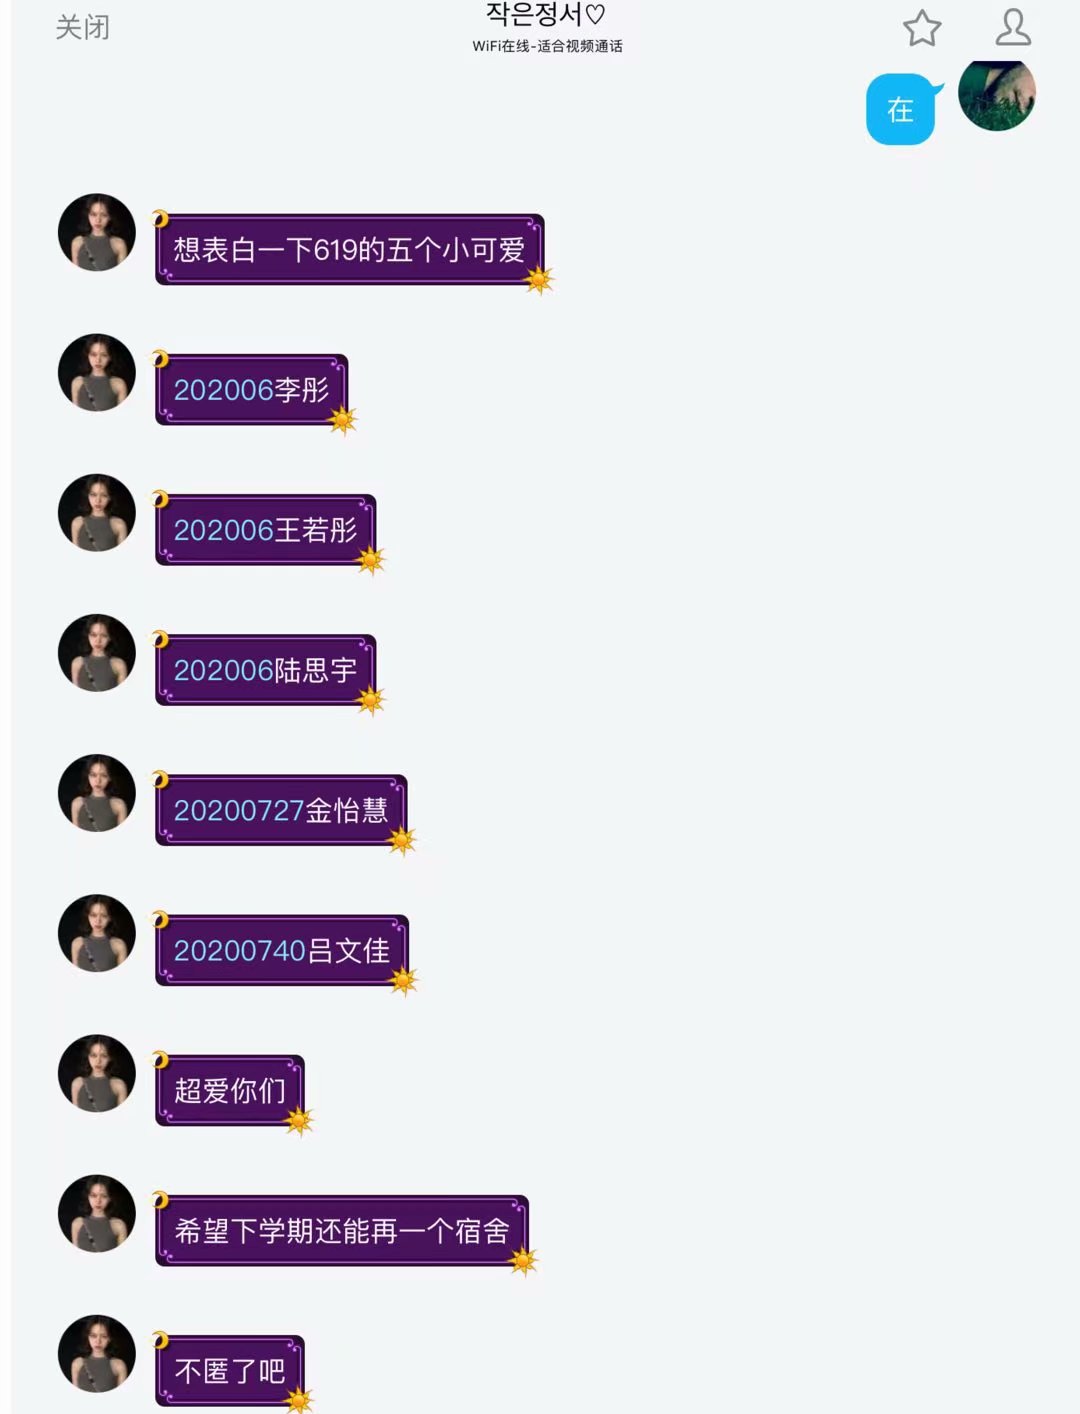 关闭
작은정서♡
WiFi在线-适合视频通话
在
想表白一下619的五个小可爱
202006李彤
202006王若彤
202006陆思宇
20200727金怡慧
20200740吕文佳
超爱你们
希望下学期还能再一个宿舍
不匿了吧